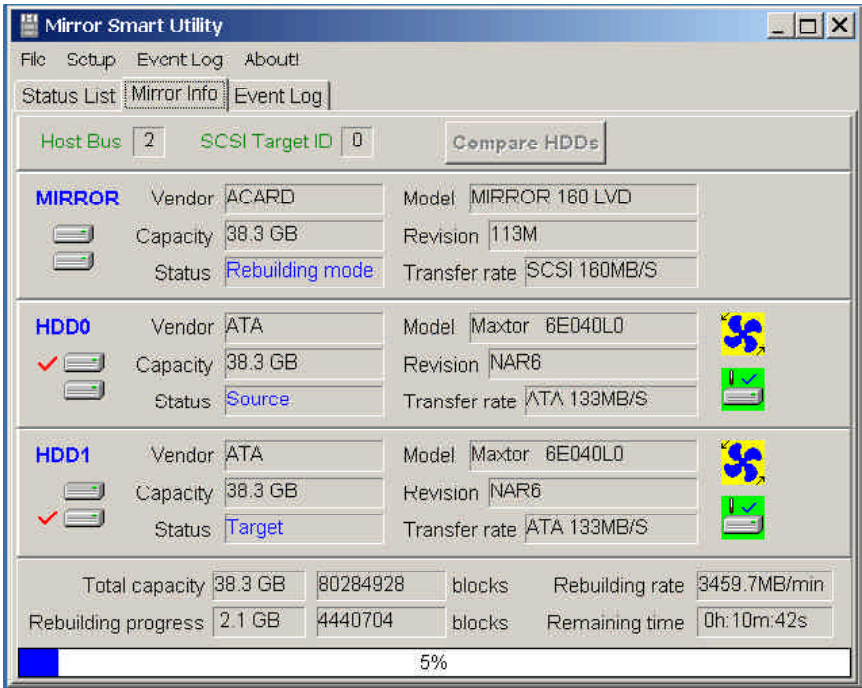 Mirror Smart Utility
File Setup Event Log About!
Status List Mirror Info Event Log
Host Bus 2 SCSI Target ID 0 Compare HDDs
MIRROR Vendor ACARD Model MIRROR 160 LVD
Capacity 38.3 GB Revision 113M
Status Rebuilding mode Transfer rate SCSI 160MB/S
HDD0 Vendor ATA Model Maxtor 6E040L0
Capacity 38.3 GB Revision NAR6
Status Source Transfer rate ATA 133MB/S
HDD1 Vendor ATA Model Maxtor 6E040L0
Capacity 38.3 GB Revision NAR6
Status Target Transfer rate ATA 133MB/S
Total capacity 38.3 GB 80284928 blocks Rebuilding rate 3459.7MB/min
Rebuilding progress 2.1 GB 4440704 blocks Remaining time 0h:10m:42s
5%